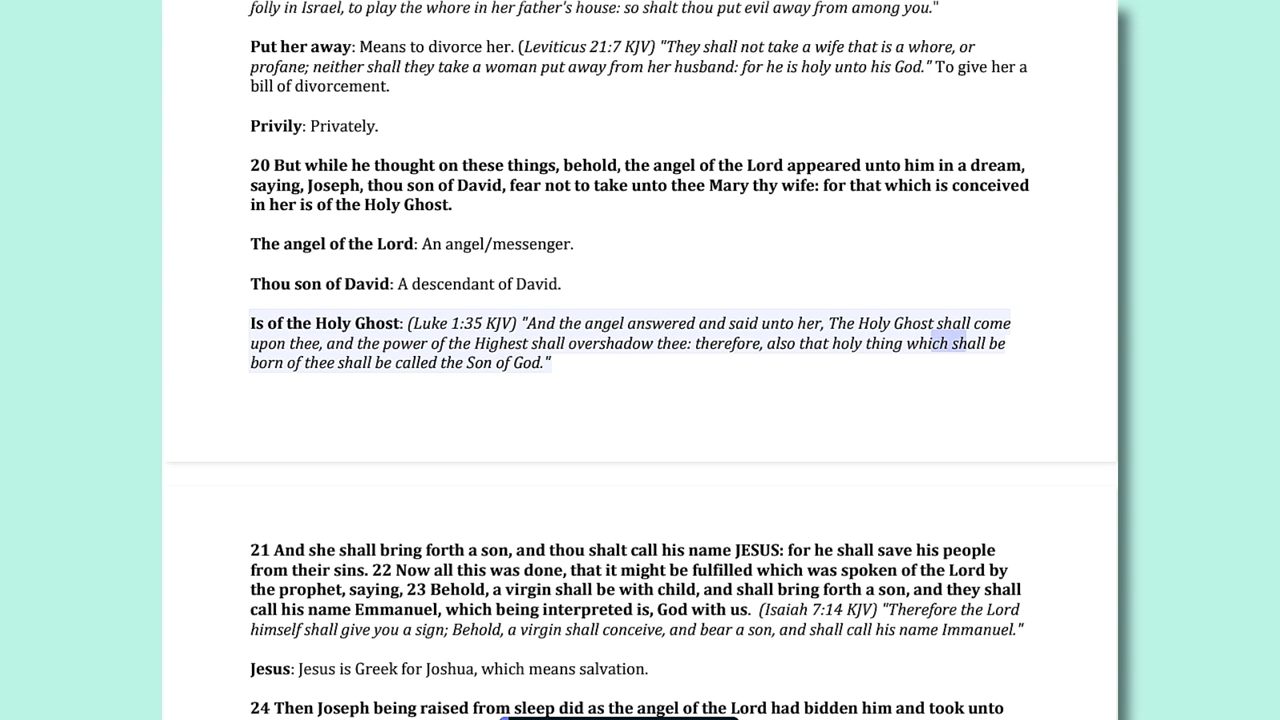 folly in Israel, to play the whore in her father's house: so shalt thou put evil away from among you."
Put her away: Means to divorce her. (Leviticus 21:7 KJV) "They shall not take a wife that is a whore, or
profane; neither shall they take a woman put away from her husband: for he is holy unto his God." To give her a
bill of divorcement.
Privily: Privately.
20 But while he thought on these things, behold, the angel of the Lord appeared unto him in a dream,
saying, Joseph, thou son of David, fear not to take unto thee Mary thy wife: for that which is conceived
in her is of the Holy Ghost.
The angel of the Lord: An angel/messenger.
Thou son of David: A descendant of David.
Is of the Holy Ghost: (Luke 1:35 KJV) "And the angel answered and said unto her, The Holy Ghost shall come
upon thee, and the power of the Highest shall overshadow thee: therefore, also that holy thing which shall be
born of thee shall be called the Son of God."
21 And she shall bring forth a son, and thou shalt call his name JESUS: for he shall save his people
from their sins. 22 Now all this was done, that it might be fulfilled which was spoken of the Lord by
the prophet, saying, 23 Behold, a virgin shall be with child, and shall bring forth a son, and they shall
call his name Emmanuel, which being interpreted is, God with us. (Isaiah 7:14 KJV) "Therefore the Lord
himself shall give you a sign; Behold, a virgin shall conceive, and bear a son, and shall call his name Immanuel."
Jesus: Jesus is Greek for Joshua, which means salvation.
24 Then Joseph being raised from sleep did as the angel of the Lord had bidden him and took unto